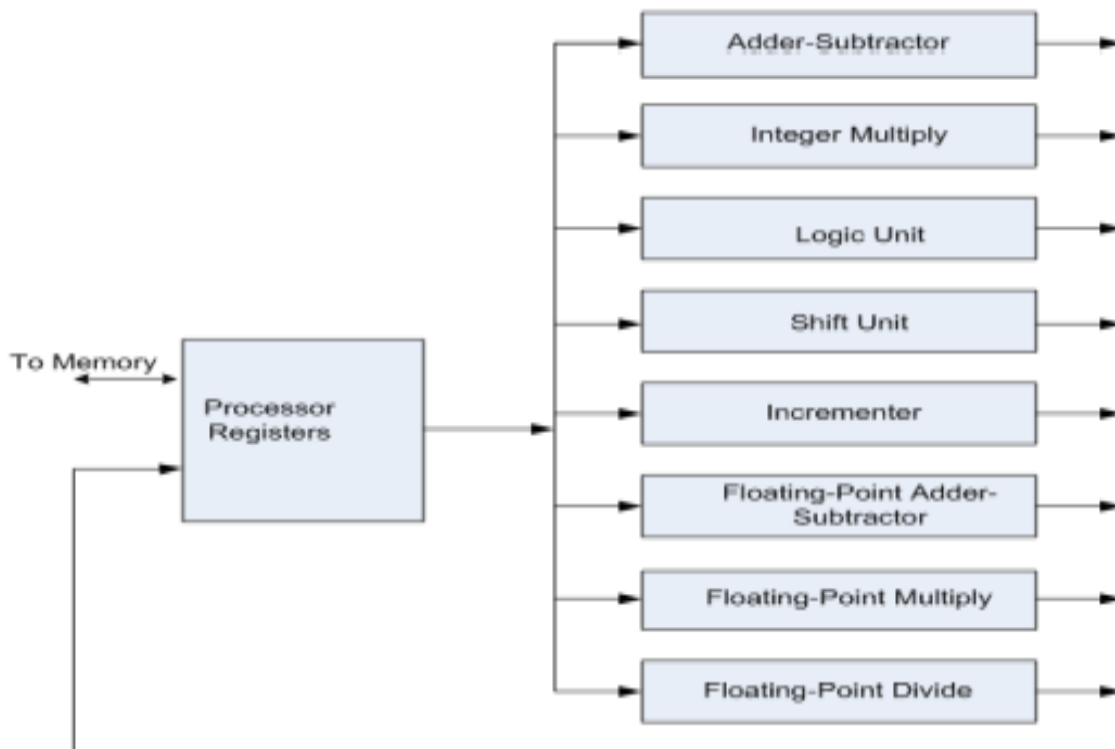 Adder-Subtractor
Integer Multiply
Logic Unit
Shift Unit
To Memory
Processor
Registers
Incrementer
Floating-Point Adder-
Subtractor
Floating-Point Multiply
Floating-Point Divide